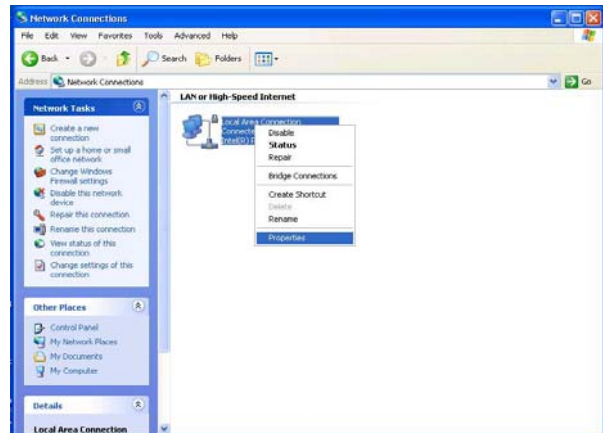 Network Connections
File Edit View Favorites Tools Advanced Help
Back Search Folders
Address Network Connections Go
Network Tasks
Create a new
connection
Set up a home or small
office network
Change Windows
Firewall settings
Disable this network
device
Repair this connection
Rename this connection
View status of this
connection
Change settings of this
connection
Other Places
Control Panel
My Network Places
My Documents
My Computer
Details
Local Area Connection
LAN or High-Speed Internet
Local Area Connection
Connecte
Intel(R) P
Disable
Status
Repair
Bridge Connections
Create Shortcut
Delete
Rename
Properties